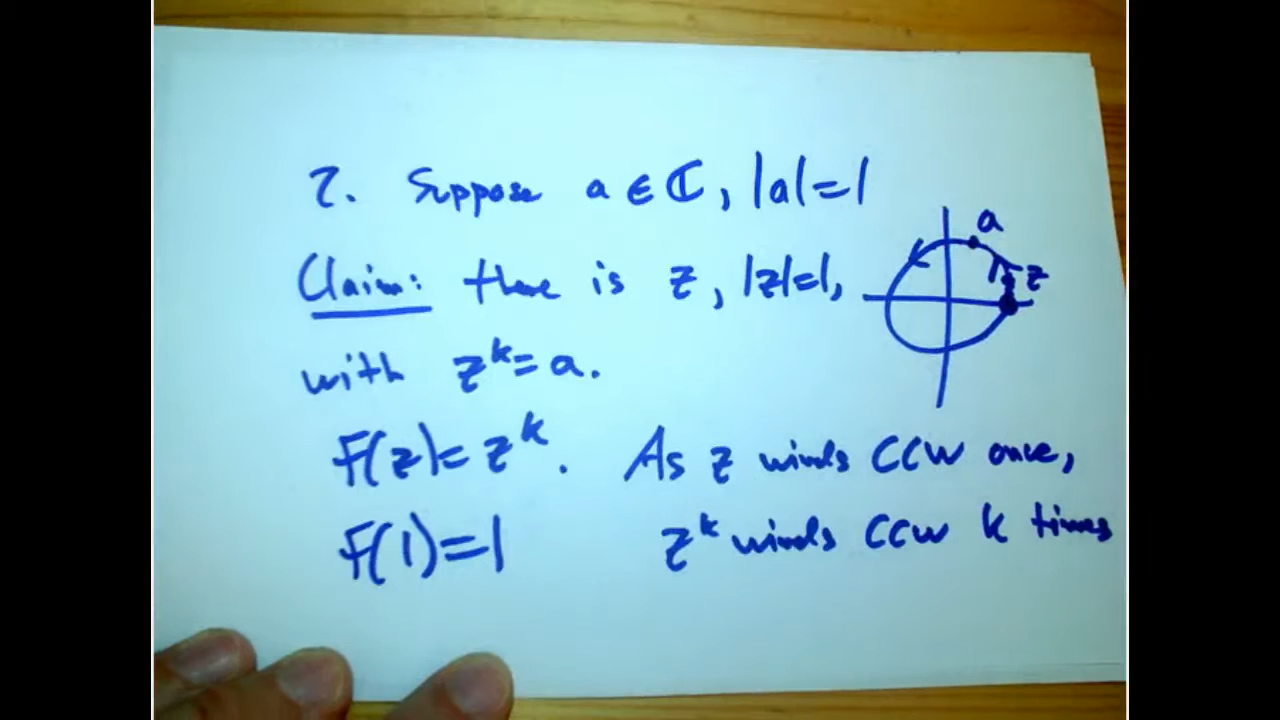 2. Suppose a ∈ ℂ, |a|=1
Claim: there is z, |z|=1,
with z^k = a.
f(z) = z^k. As z winds CCW once,
f(1)=1 z^k winds CCW k times
a
z